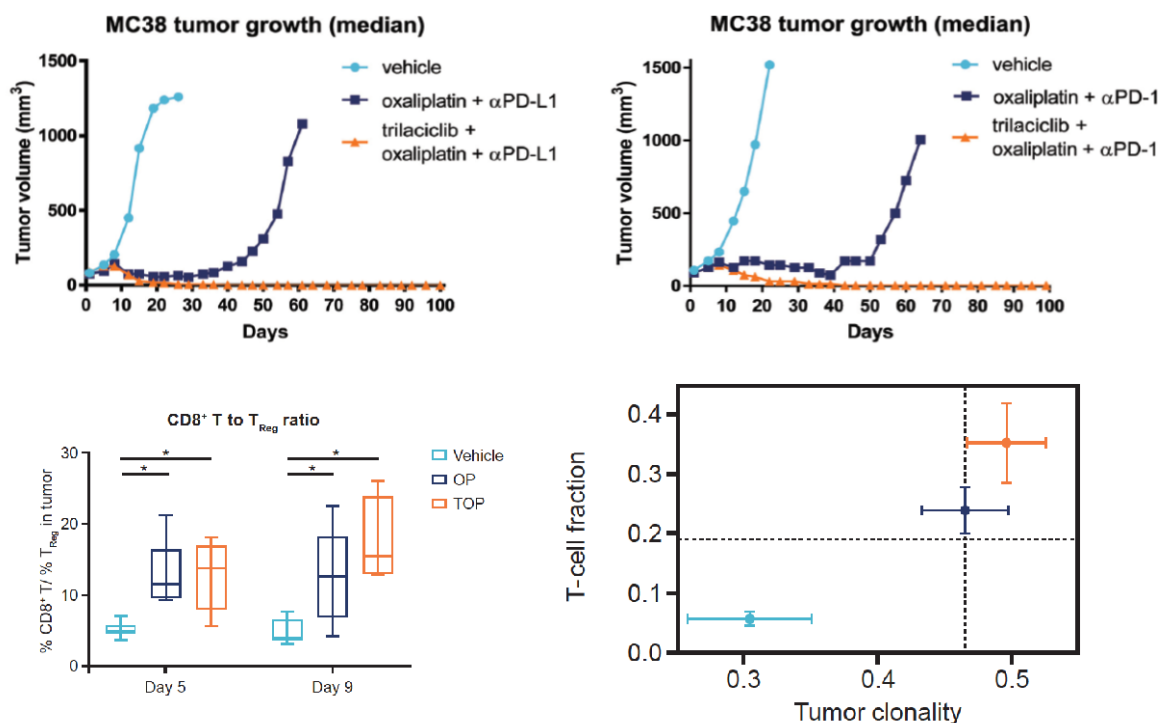 MC38 tumor growth (median)
Tumor volume (mm³)
1500
1000
500
0
0 10 20 30 40 50 60 70 80 90 100
Days
vehicle
oxaliplatin + αPD-L1
trilaciclib +
oxaliplatin + αPD-L1
MC38 tumor growth (median)
Tumor volume (mm³)
1500
1000
500
0
0 10 20 30 40 50 60 70 80 90 100
Days
vehicle
oxaliplatin + αPD-1
trilaciclib +
oxaliplatin + αPD-1
CD8⁺ T to T_Reg ratio
% CD8⁺ T/ % T_Reg in tumor
30
20
10
0
* * * *
Day 5 Day 9
Vehicle
OP
TOP
T-cell fraction
0.4
0.3
0.2
0.1
0.0
0.3 0.4 0.5
Tumor clonality